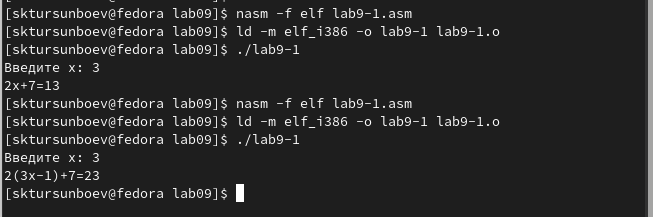 [sktursunboev@fedora lab09]$ nasm -f elf lab9-1.asm
[sktursunboev@fedora lab09]$ ld -m elf_i386 -o lab9-1 lab9-1.o
[sktursunboev@fedora lab09]$ ./lab9-1
Введите x: 3
2x+7=13
[sktursunboev@fedora lab09]$ nasm -f elf lab9-1.asm
[sktursunboev@fedora lab09]$ ld -m elf_i386 -o lab9-1 lab9-1.o
[sktursunboev@fedora lab09]$ ./lab9-1
Введите x: 3
2(3x-1)+7=23
[sktursunboev@fedora lab09]$